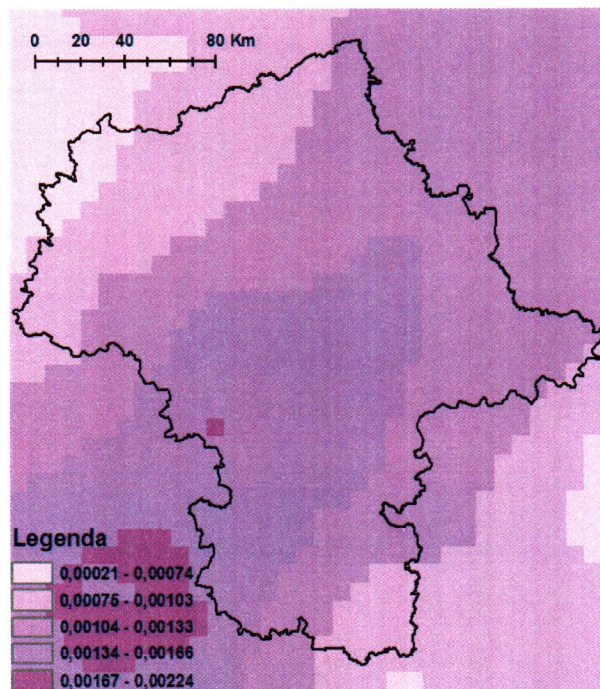 0 20 40 80 Km
Legenda
0,00021 - 0,00074
0,00075 - 0,00103
0,00104 - 0,00133
0,00134 - 0,00166
0,00167 - 0,00224